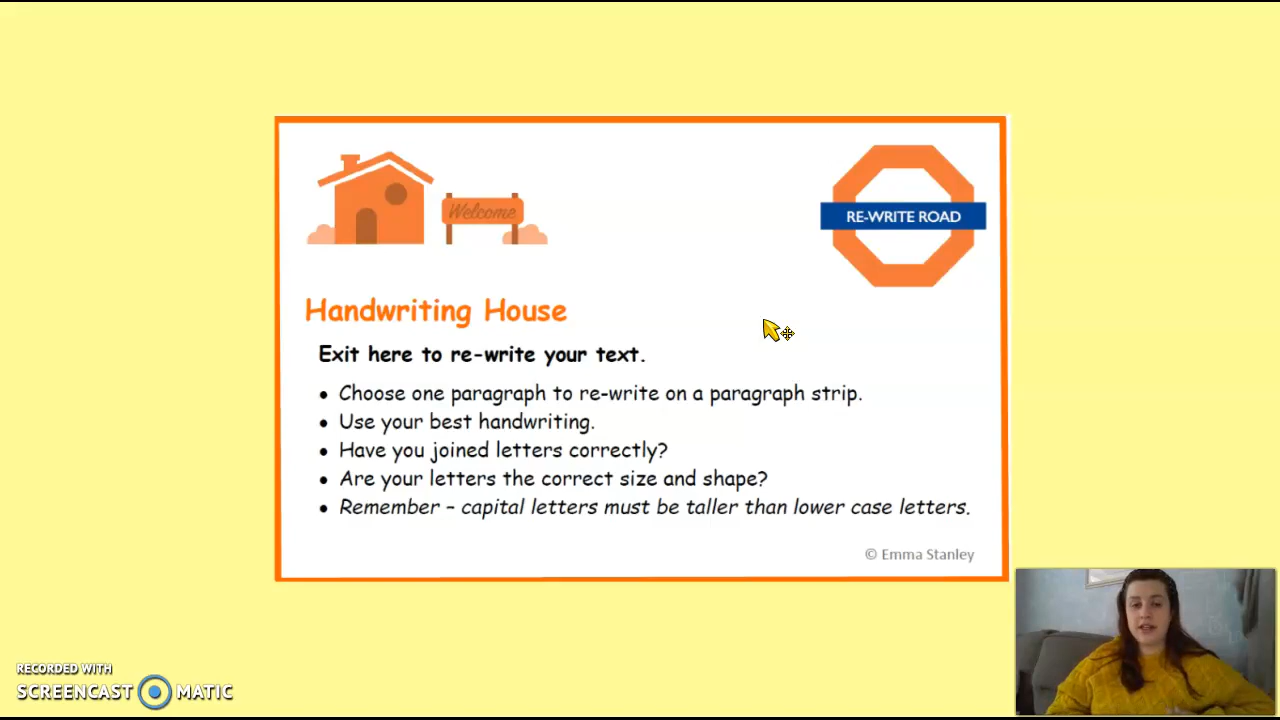 Welcome
RE-WRITE ROAD
Handwriting House
Exit here to re-write your text.
• Choose one paragraph to re-write on a paragraph strip.
• Use your best handwriting.
• Have you joined letters correctly?
• Are your letters the correct size and shape?
• Remember – capital letters must be taller than lower case letters.
© Emma Stanley
RECORDED WITH
SCREENCAST MATIC